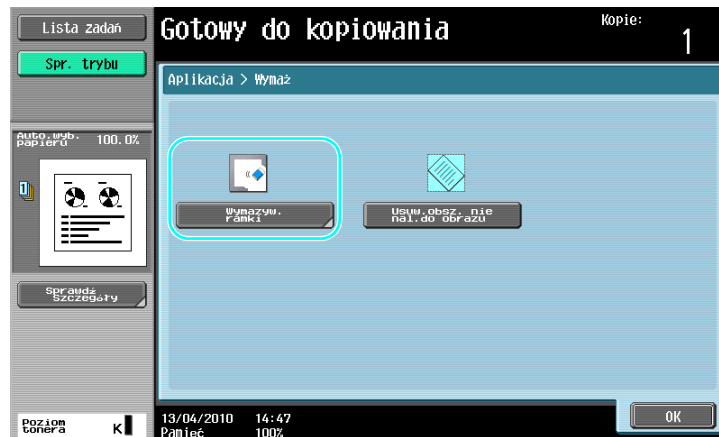 Lista zadań
Gotowy do kopiowania
Kopie:
1
Spr. trybu
Aplikacja > Wymaż
Auto.wyb.
papieru
100.0%
Wymazyw.
ramki
Usuw.obsz. nie
nal.do obrazu
Sprawdź
szczegóły
Poziom
tonera
K
13/04/2010 14:47
Pamięć 100%
OK